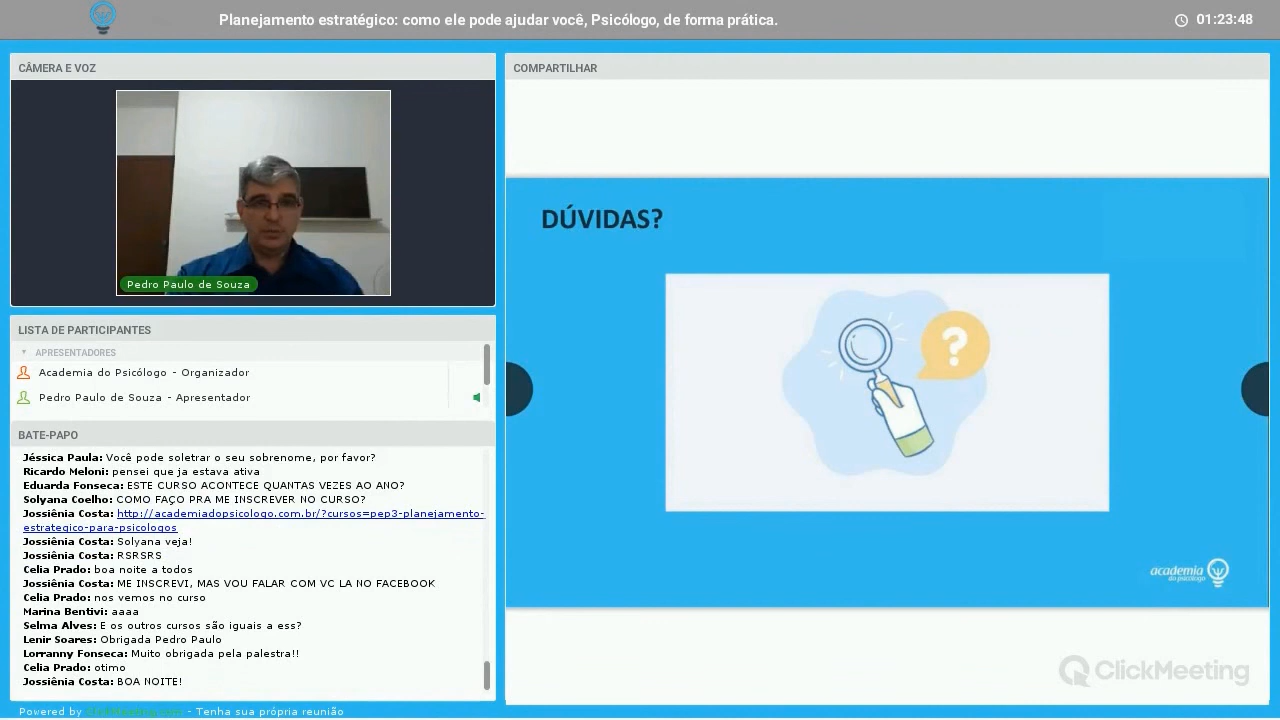 Planejamento estratégico: como ele pode ajudar você, Psicólogo, de forma prática.
01:23:48
CÂMERA E VOZ
Pedro Paulo de Souza
LISTA DE PARTICIPANTES
APRESENTADORES
Academia do Psicólogo - Organizador
Pedro Paulo de Souza - Apresentador
BATE-PAPO
Jéssica Paula: Você pode soletrar o seu sobrenome, por favor?
Ricardo Meloni: pensei que ja estava ativa
Eduarda Fonseca: ESTE CURSO ACONTECE QUANTAS VEZES AO ANO?
Solyana Coelho: COMO FAÇO PRA ME INSCREVER NO CURSO?
Jossiênia Costa: http://academiadopsicologo.com.br/?cursos=pep3-planejamento-
estrategico-para-psicologos
Jossiênia Costa: Solyana veja!
Jossiênia Costa: RSRSRS
Celia Prado: boa noite a todos
Jossiênia Costa: ME INSCREVI, MAS VOU FALAR COM VC LA NO FACEBOOK
Celia Prado: nos vemos no curso
Marina Bentivi: aaaa
Selma Alves: E os outros cursos são iguais a ess?
Lenir Soares: Obrigada Pedro Paulo
Lorranny Fonseca: Muito obrigada pela palestra!!
Celia Prado: otimo
Jossiênia Costa: BOA NOITE!
Powered by - Tenha sua própria reunião
COMPARTILHAR
DÚVIDAS?
?
academia
do psicólogo
ClickMeeting